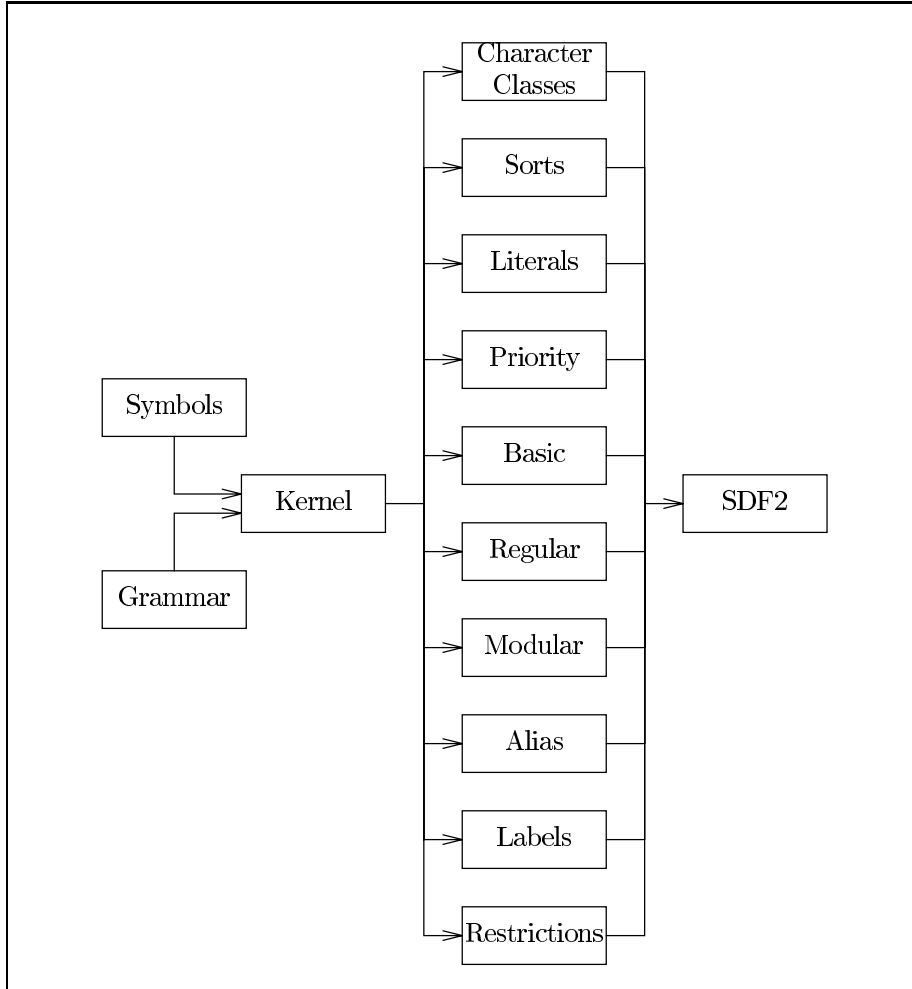 Character
Classes
Sorts
Literals
Priority
Symbols
Basic
Kernel
SDF2
Regular
Grammar
Modular
Alias
Labels
Restrictions